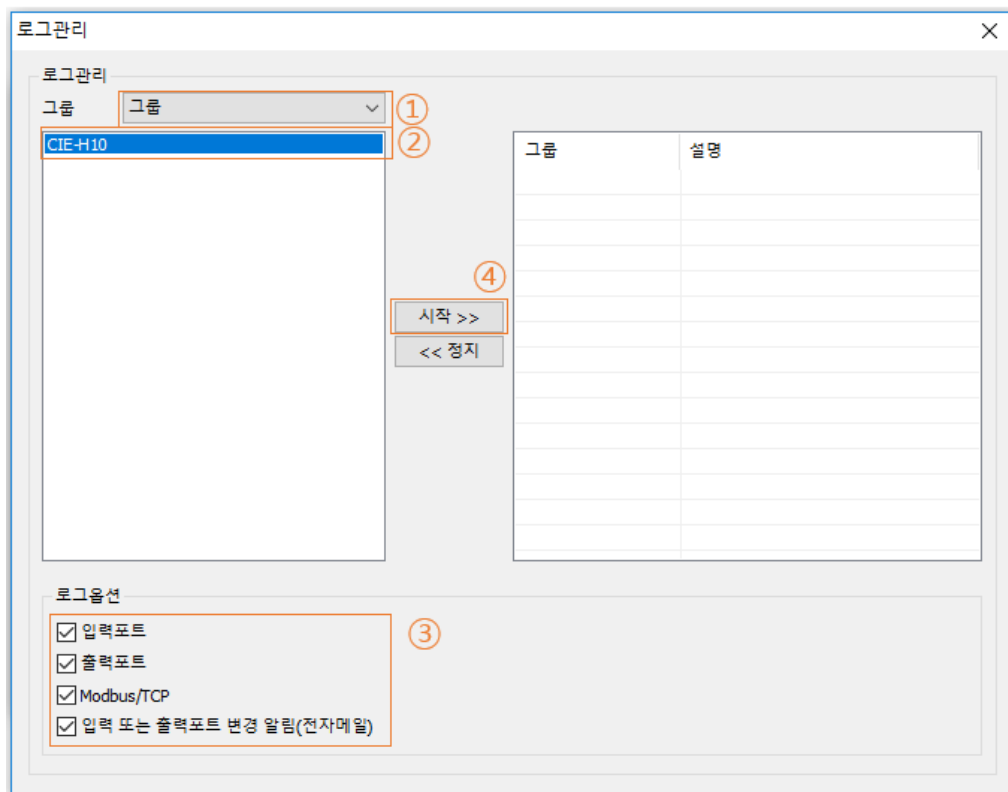 로그관리
로그관리
그룹 그룹 ①
CIE-H10 ②
그룹 설명
④
시작 >>
<< 정지
로그옵션
입력포트 ③
출력포트
Modbus/TCP
입력 또는 출력포트 변경 알림(전자메일)